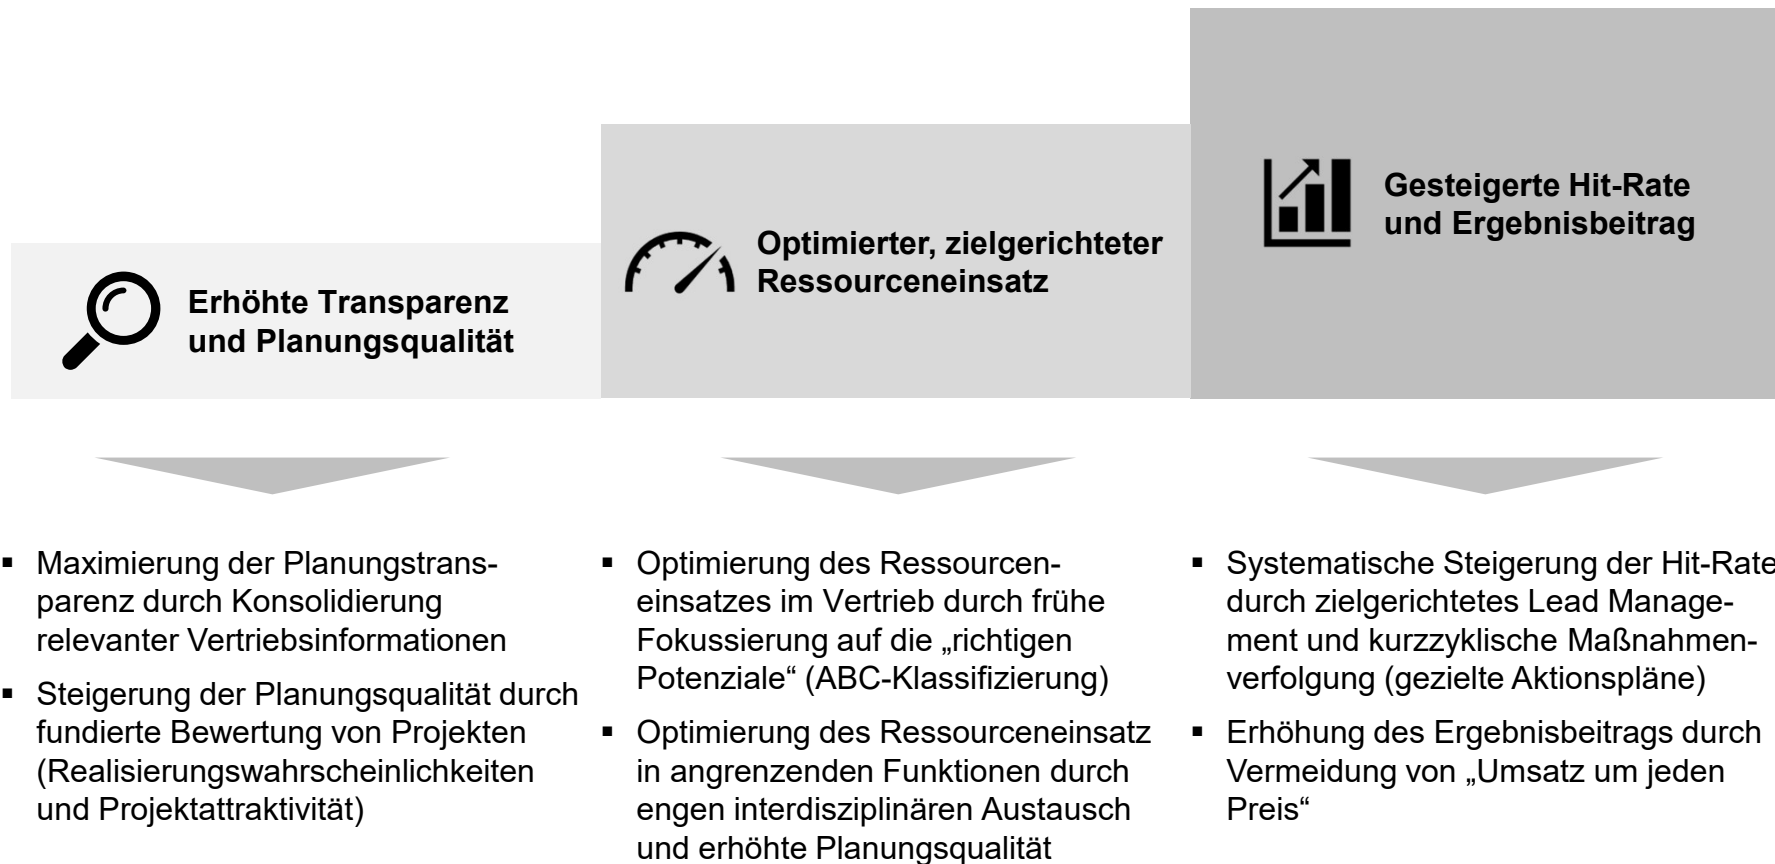 Erhöhte Transparenz
und Planungsqualität
Optimierter, zielgerichteter
Ressourceneinsatz
Gesteigerte Hit-Rate
und Ergebnisbeitrag
▪ Maximierung der Planungstrans-
parenz durch Konsolidierung
relevanter Vertriebsinformationen
▪ Steigerung der Planungsqualität durch
fundierte Bewertung von Projekten
(Realisierungswahrscheinlichkeiten
und Projektattraktivität)
▪ Optimierung des Ressourcen-
einsatzes im Vertrieb durch frühe
Fokussierung auf die „richtigen
Potenziale“ (ABC-Klassifizierung)
▪ Optimierung des Ressourceneinsatz
in angrenzenden Funktionen durch
engen interdisziplinären Austausch
und erhöhte Planungsqualität
▪ Systematische Steigerung der Hit-Rate
durch zielgerichtetes Lead Manage-
ment und kurzzyklische Maßnahmen-
verfolgung (gezielte Aktionspläne)
▪ Erhöhung des Ergebnisbeitrags durch
Vermeidung von „Umsatz um jeden
Preis“